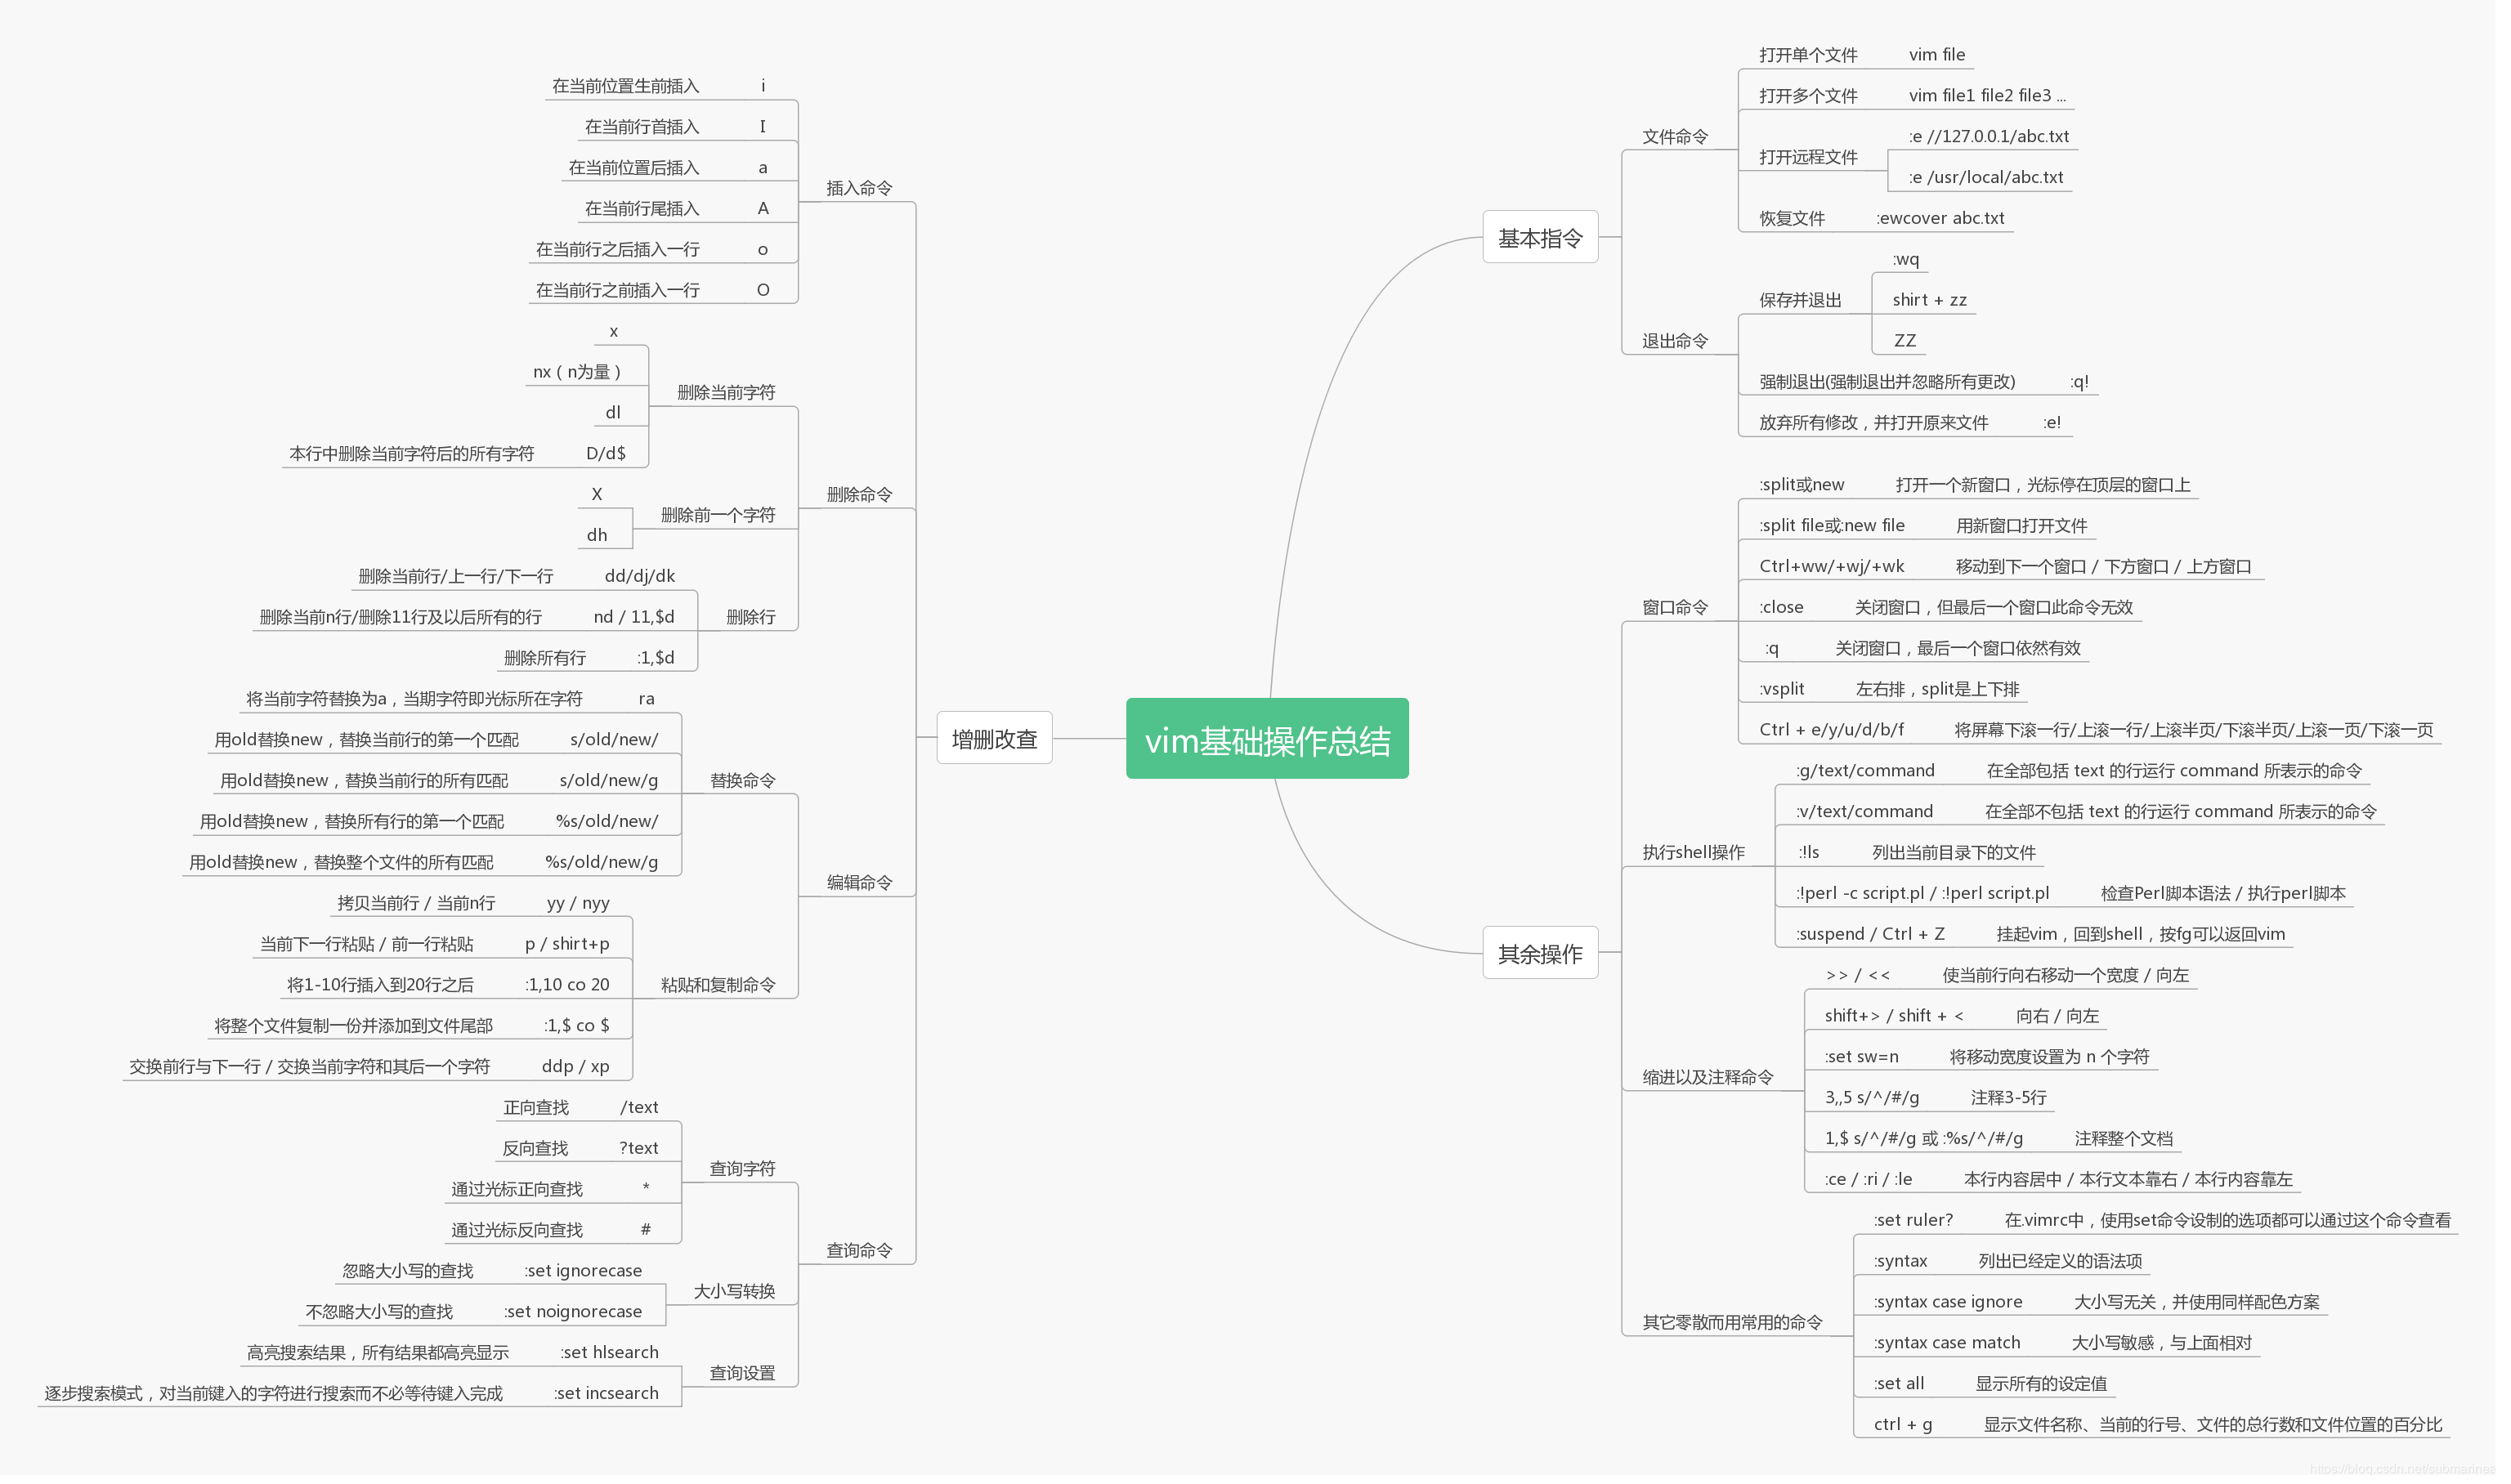 vim基础操作总结
基本指令
文件命令
打开单个文件 vim file
打开多个文件 vim file1 file2 file3 ...
打开远程文件
:e //127.0.0.1/abc.txt
:e /usr/local/abc.txt
恢复文件 :ewcover abc.txt
退出命令
保存并退出
:wq
shirt + zz
ZZ
强制退出(强制退出并忽略所有更改) :q!
放弃所有修改，并打开原来文件 :e!
其余操作
窗口命令
:split或new 打开一个新窗口，光标停在顶层的窗口上
:split file或:new file 用新窗口打开文件
Ctrl+ww/+wj/+wk 移动到下一个窗口 / 下方窗口 / 上方窗口
:close 关闭窗口，但最后一个窗口此命令无效
:q 关闭窗口，最后一个窗口依然有效
:vsplit 左右排，split是上下排
Ctrl + e/y/u/d/b/f 将屏幕下滚一行/上滚一行/上滚半页/下滚半页/上滚一页/下滚一页
执行shell操作
:g/text/command 在全部包括 text 的行运行 command 所表示的命令
:v/text/command 在全部不包括 text 的行运行 command 所表示的命令
:!ls 列出当前目录下的文件
:!perl -c script.pl / :!perl script.pl 检查Perl脚本语法 / 执行perl脚本
:suspend / Ctrl + Z 挂起vim，回到shell，按fg可以返回vim
缩进以及注释命令
>> / << 使当前行向右移动一个宽度 / 向左
shift+> / shift + < 向右 / 向左
:set sw=n 将移动宽度设置为 n 个字符
3,,5 s/^/#/g 注释3-5行
1,$ s/^/#/g 或 :%s/^/#/g 注释整个文档
:ce / :ri / :le 本行内容居中 / 本行文本靠右 / 本行内容靠左
其它零散而用常用的命令
:set ruler? 在.vimrc中，使用set命令设制的选项都可以通过这个命令查看
:syntax 列出已经定义的语法项
:syntax case ignore 大小写无关，并使用同样配色方案
:syntax case match 大小写敏感，与上面相对
:set all 显示所有的设定值
ctrl + g 显示文件名称、当前的行号、文件的总行数和文件位置的百分比
增删改查
插入命令
在当前位置生前插入 i
在当前行首插入 I
在当前位置后插入 a
在当前行尾插入 A
在当前行之后插入一行 o
在当前行之前插入一行 O
删除命令
删除当前字符
x
nx（n为量）
dl
本行中删除当前字符后的所有字符 D/d$
删除前一个字符
X
dh
删除行
删除当前行/上一行/下一行 dd/dj/dk
删除当前n行/删除11行及以后所有的行 nd / 11,$d
删除所有行 :1,$d
编辑命令
替换命令
将当前字符替换为a，当期字符即光标所在字符 ra
用old替换new，替换当前行的第一个匹配 s/old/new/
用old替换new，替换当前行的所有匹配 s/old/new/g
用old替换new，替换所有行的第一个匹配 %s/old/new/
用old替换new，替换整个文件的所有匹配 %s/old/new/g
粘贴和复制命令
拷贝当前行 / 当前n行 yy / nyy
当前下一行粘贴 / 前一行粘贴 p / shirt+p
将1-10行插入到20行之后 :1,10 co 20
将整个文件复制一份并添加到文件尾部 :1,$ co $
交换前行与下一行 / 交换当前字符和其后一个字符 ddp / xp
查询命令
查询字符
正向查找 /text
反向查找 ?text
通过光标正向查找 *
通过光标反向查找 #
大小写转换
忽略大小写的查找 :set ignorecase
不忽略大小写的查找 :set noignorecase
查询设置
高亮搜索结果，所有结果都高亮显示 :set hlsearch
逐步搜索模式，对当前键入的字符进行搜索而不必等待键入完成 :set incsearch
https://blog.csdn.net/submarineas